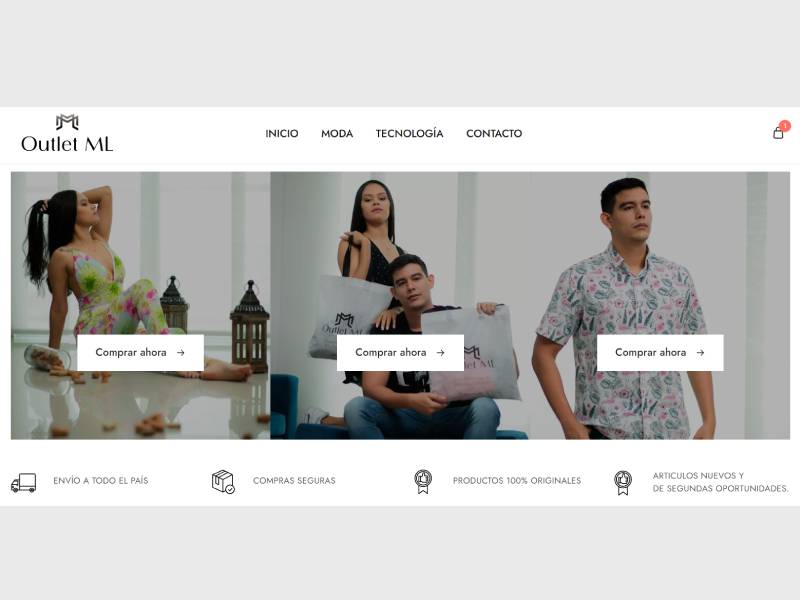 Outlet ML
INICIO
MODA
TECNOLOGÍA
CONTACTO
1
Outlet ML
Comprar ahora
Comprar ahora
Comprar ahora
ENVÍO A TODO EL PAÍS
COMPRAS SEGURAS
PRODUCTOS 100% ORIGINALES
ARTICULOS NUEVOS Y
DE SEGUNDAS OPORTUNIDADES.